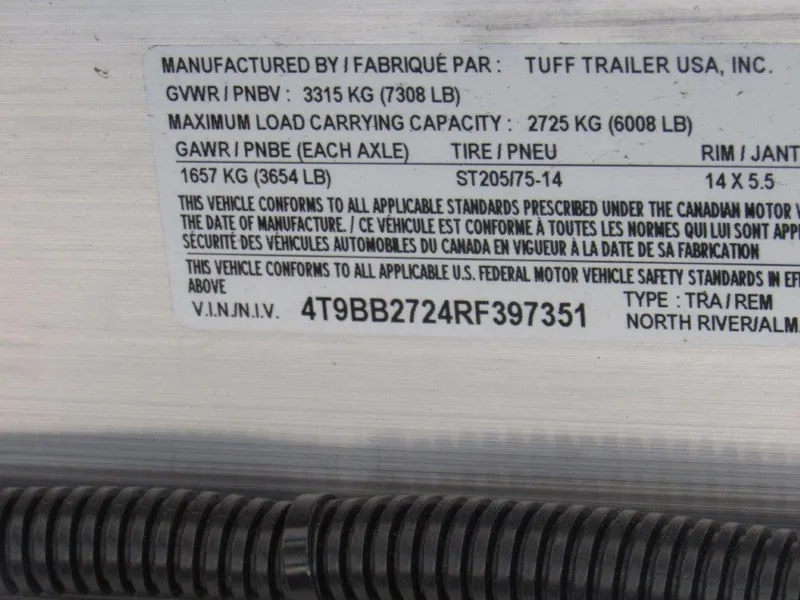 MANUFACTURED BY / FABRIQUÉ PAR : TUFF TRAILER USA, INC.
GVWR / PNBV : 3315 KG (7308 LB)
MAXIMUM LOAD CARRYING CAPACITY : 2725 KG (6008 LB)
GAWR / PNBE (EACH AXLE) TIRE / PNEU RIM / JANT
1657 KG (3654 LB) ST205/75-14 14 X 5.5
THIS VEHICLE CONFORMS TO ALL APPLICABLE STANDARDS PRESCRIBED UNDER THE CANADIAN MOTOR V
THE DATE OF MANUFACTURE. / CE VÉHICULE EST CONFORME À TOUTES LES NORMES QUI LUI SONT APPL
SÉCURITÉ DES VÉHICULES AUTOMOBILES DU CANADA EN VIGUEUR À LA DATE DE SA FABRICATION
THIS VEHICLE CONFORMS TO ALL APPLICABLE U.S. FEDERAL MOTOR VEHICLE SAFETY STANDARDS IN EFF
ABOVE
V.I.N./N.I.V. 4T9BB2724RF397351 TYPE : TRA / REM
NORTH RIVER/ALM